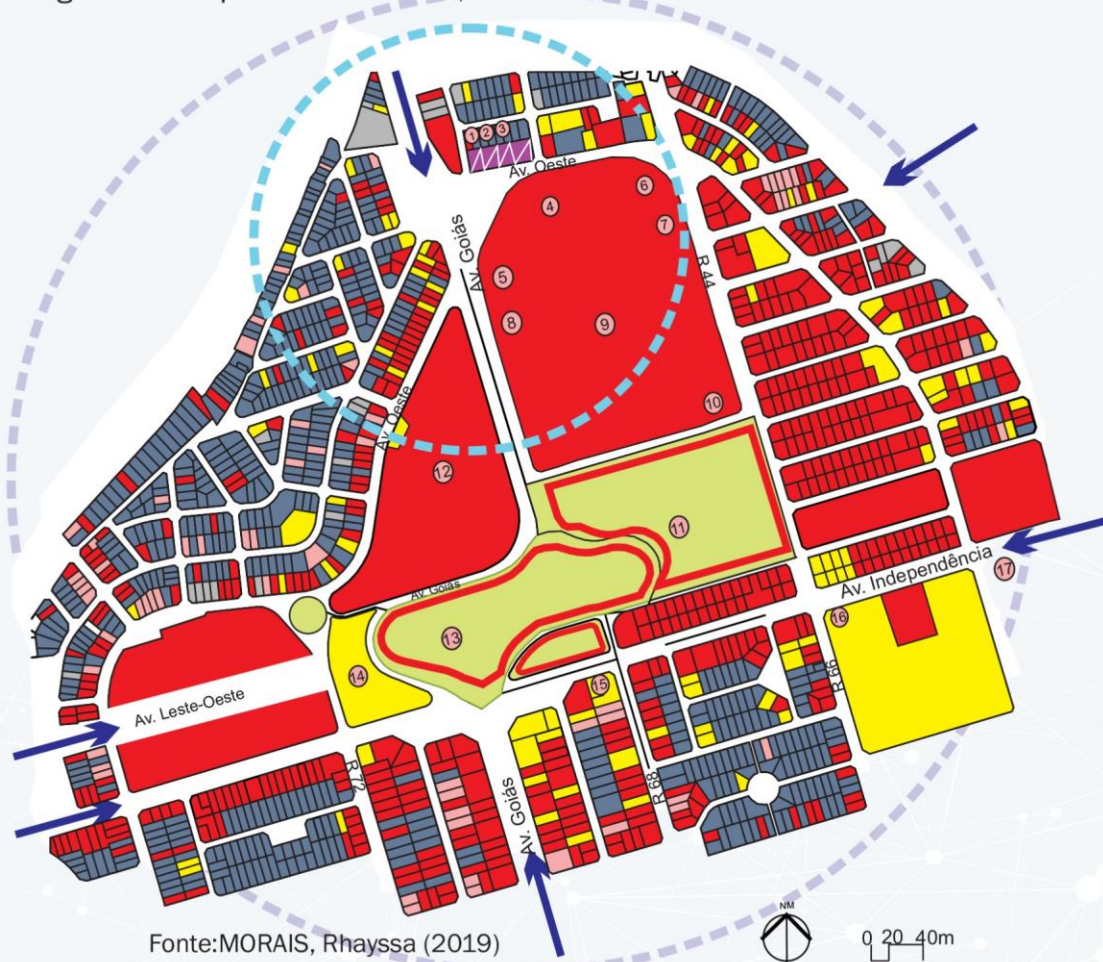 1 2 3
Av. Oeste
4
6
7
Av. Goiás
5
R 44
8
9
Av. Oeste
10
12
11
Av. Goiás
Av. Independência
17
13
16
14
15
R 66
Av. Leste-Oeste
R 72
R 68
Av. Goiás
NM
Fonte:MORAIS, Rhayssa (2019)
0 20 40m